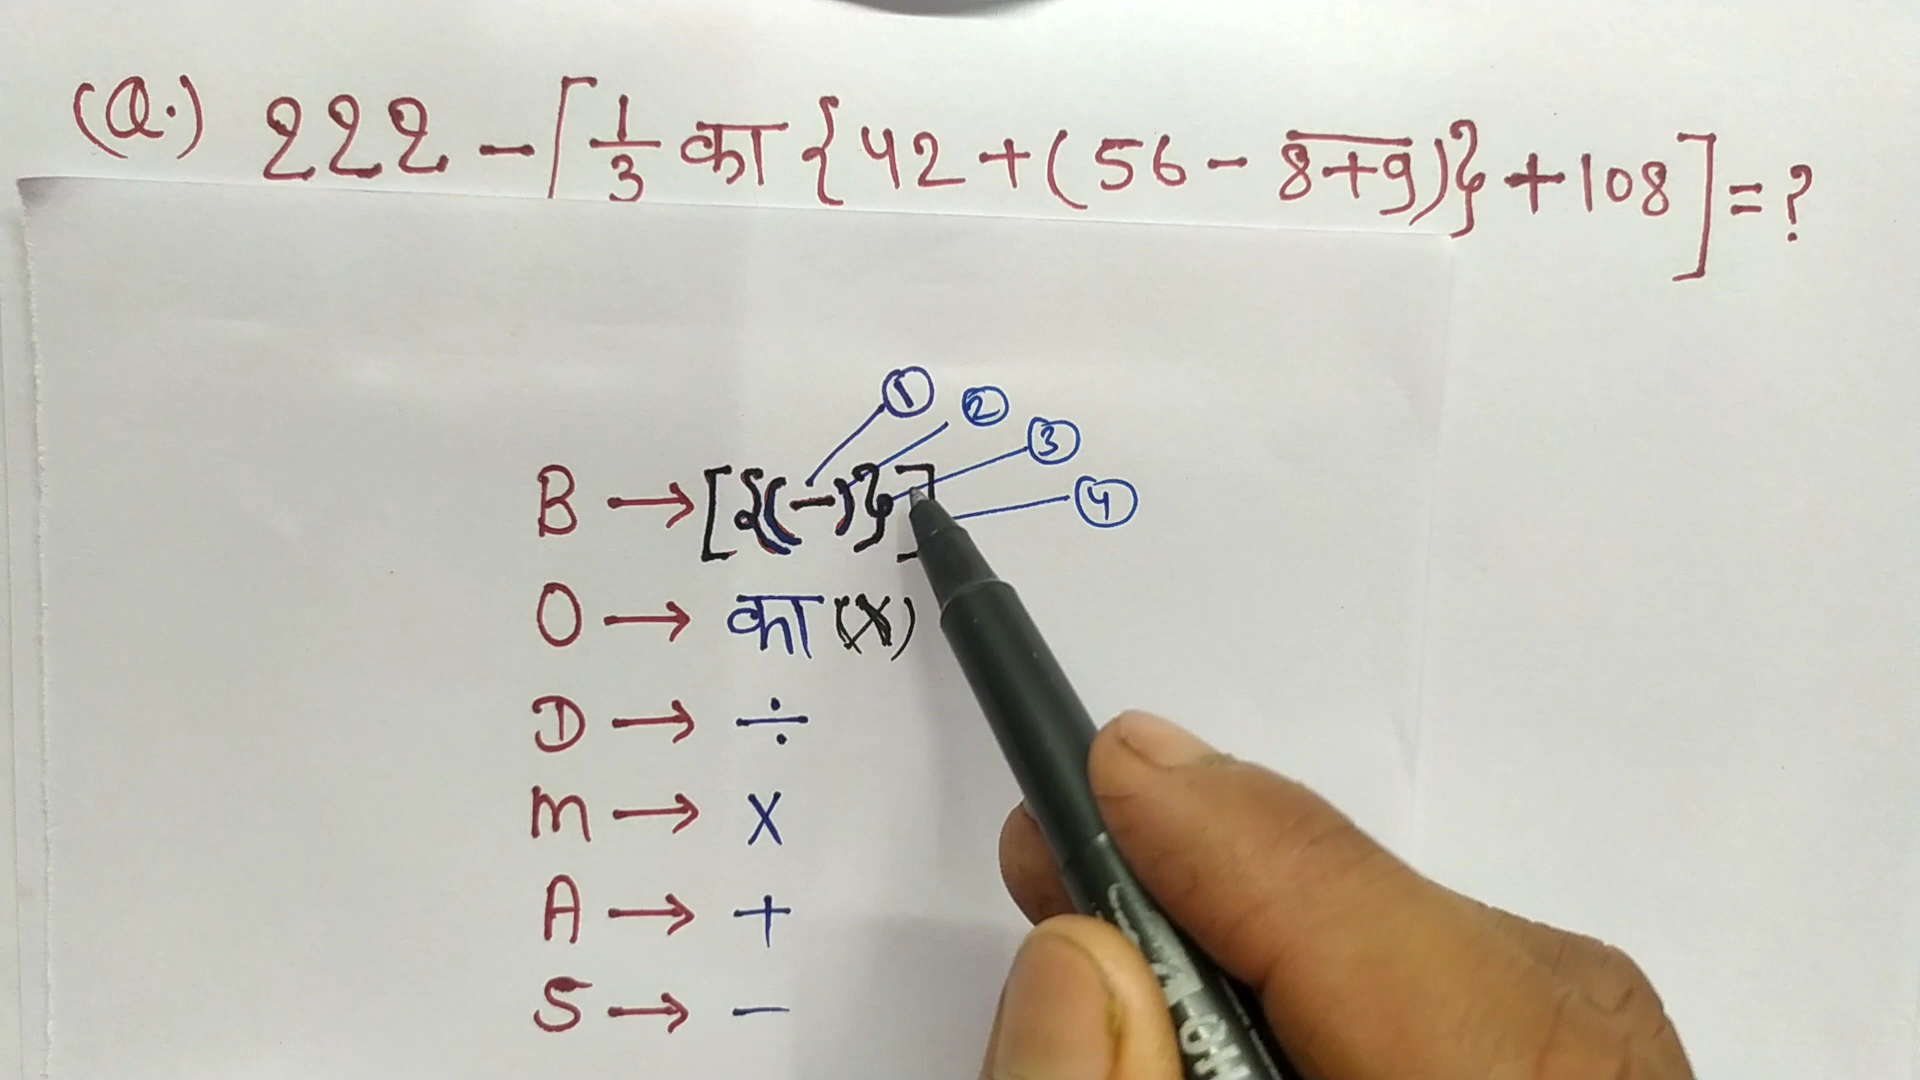 (Q.) 222 - [1/3 का {42 + (56 - 8+9)} + 108] = ?
1
2
3
4
B → [{(-)}]
O → का (×)
D → ÷
M → ×
A → +
S → -